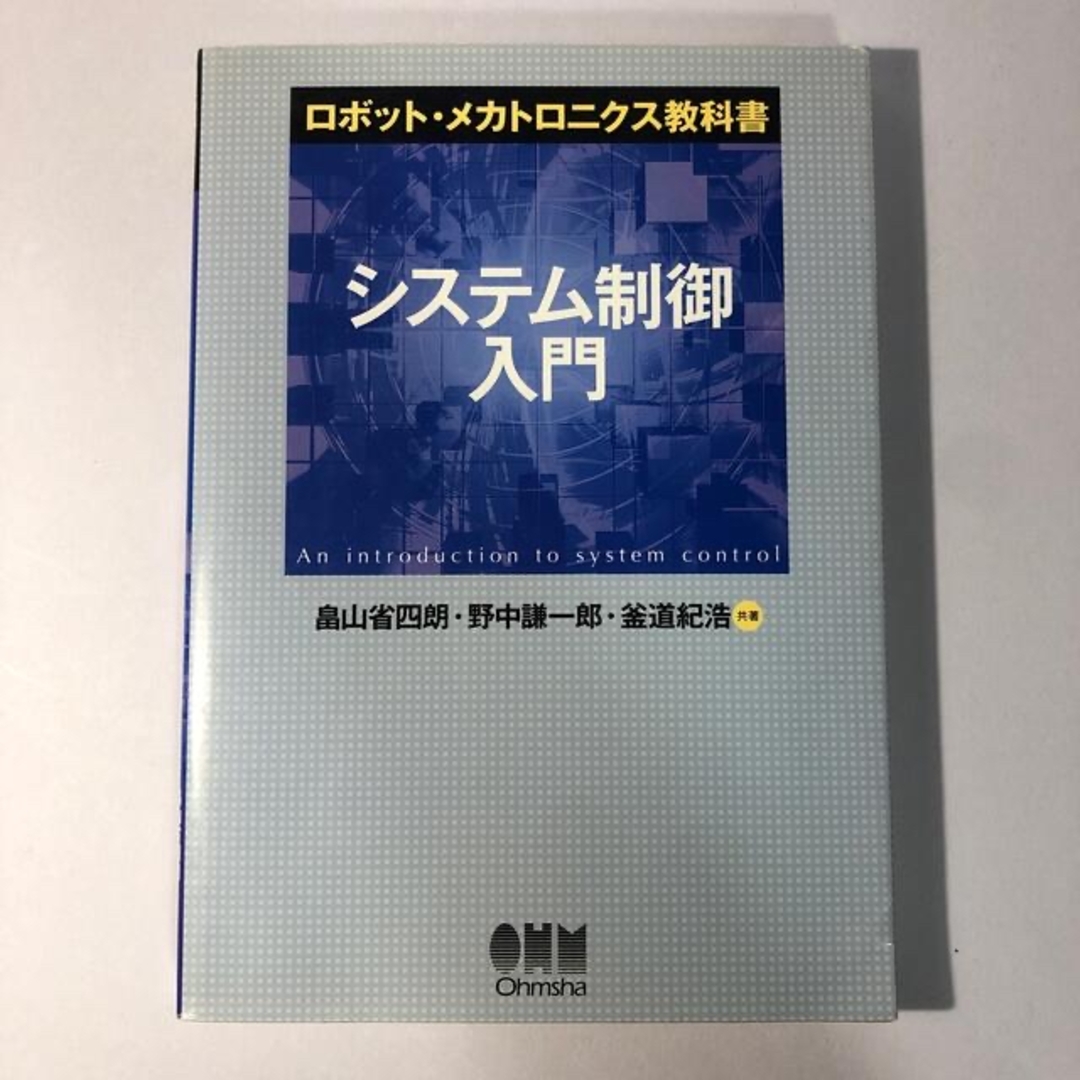 ロボット・メカトロニクス教科書
システム制御
入門
An introduction to system control
畠山省四朗・野中謙一郎・釜道紀浩 共著
OHM
Ohmsha